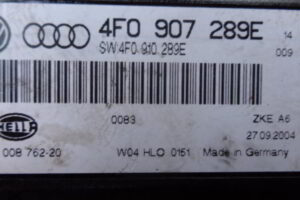 4F0 907 289E
14
SW:4F0 910 289E
009
0083
ZKE A6
HELLA
27.09.2004
008 762-20
W04 HLO 0151
Made in Germany